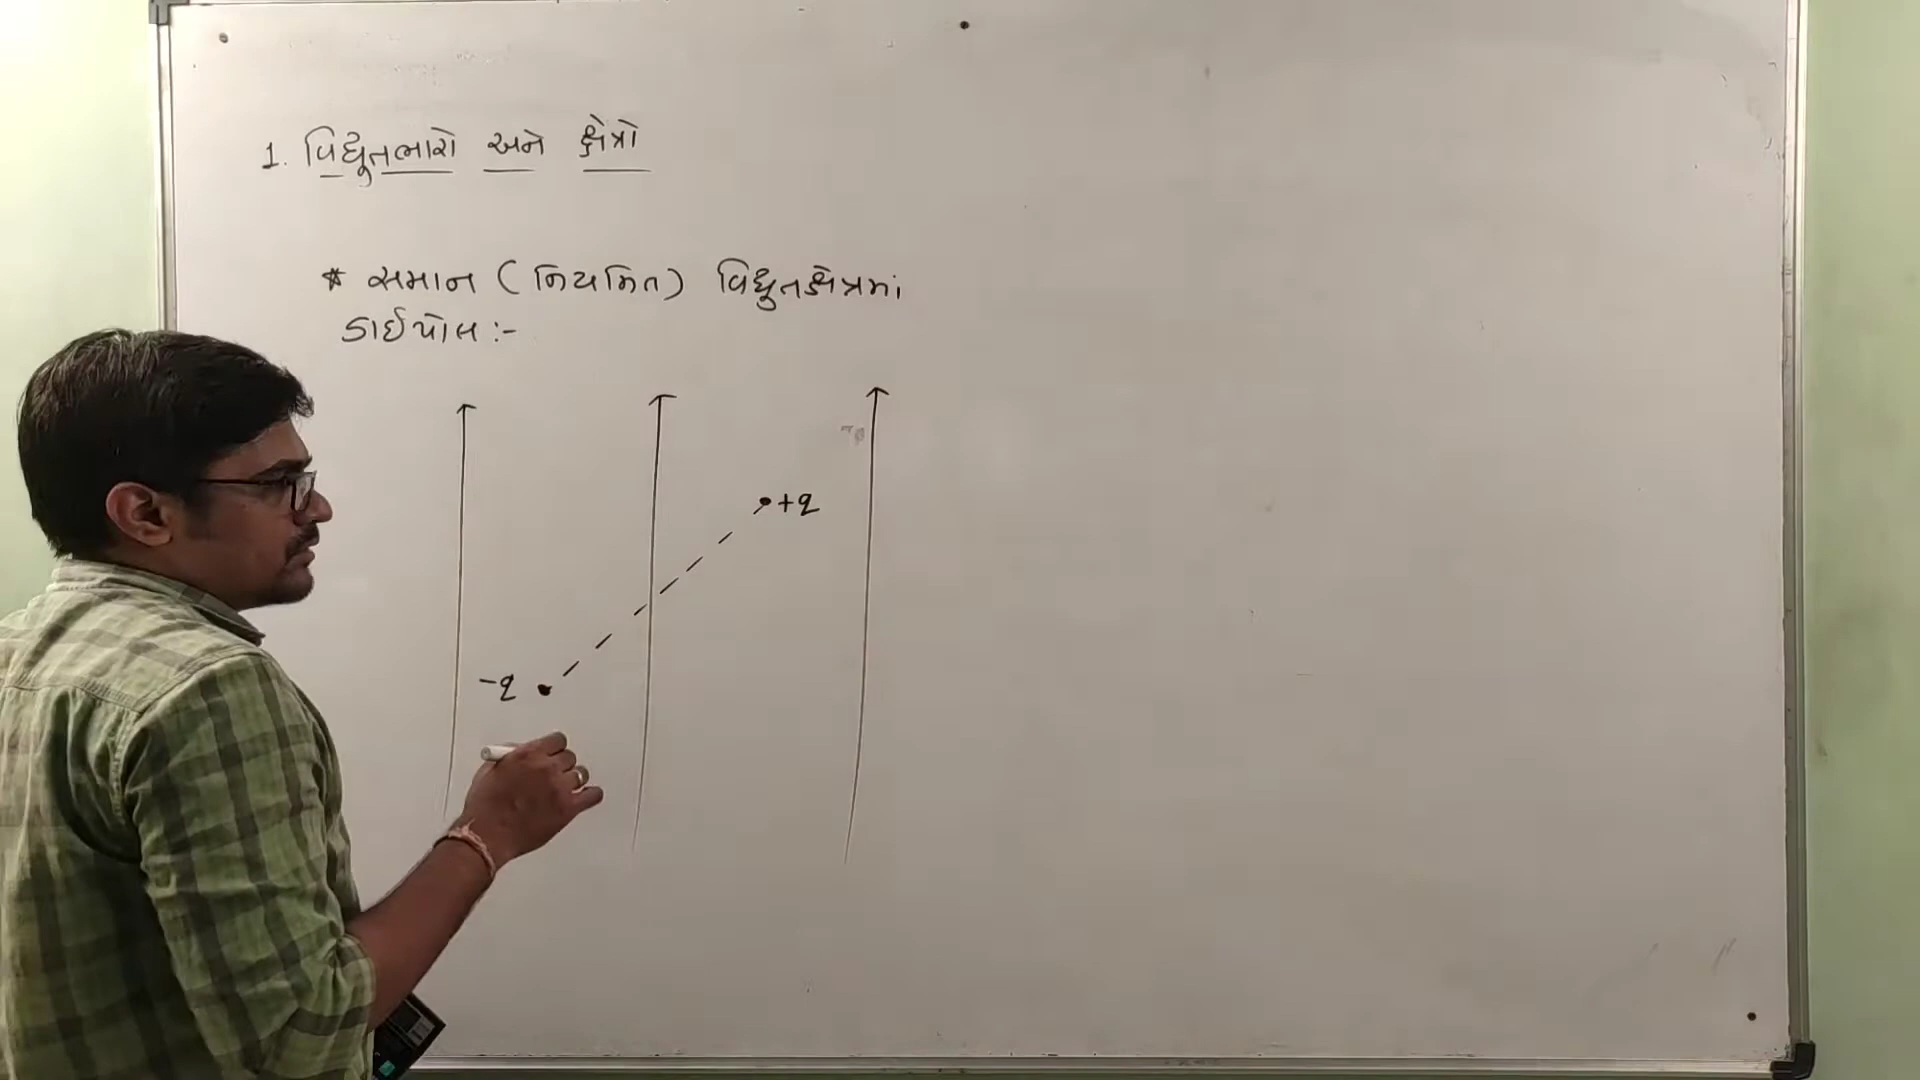 1. વિદ્યુતભારો અને ક્ષેત્રો
* સમાન (નિયમિત) વિદ્યુતક્ષેત્રમાં
ડાઈપોલ :-
+q
-q